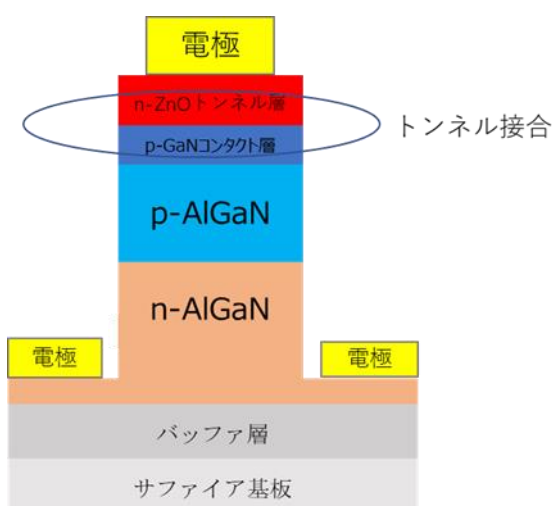 電極
n-ZnOトンネル層
トンネル接合
p-GaNコンタクト層
p-AlGaN
n-AlGaN
電極
電極
バッファ層
サファイア基板